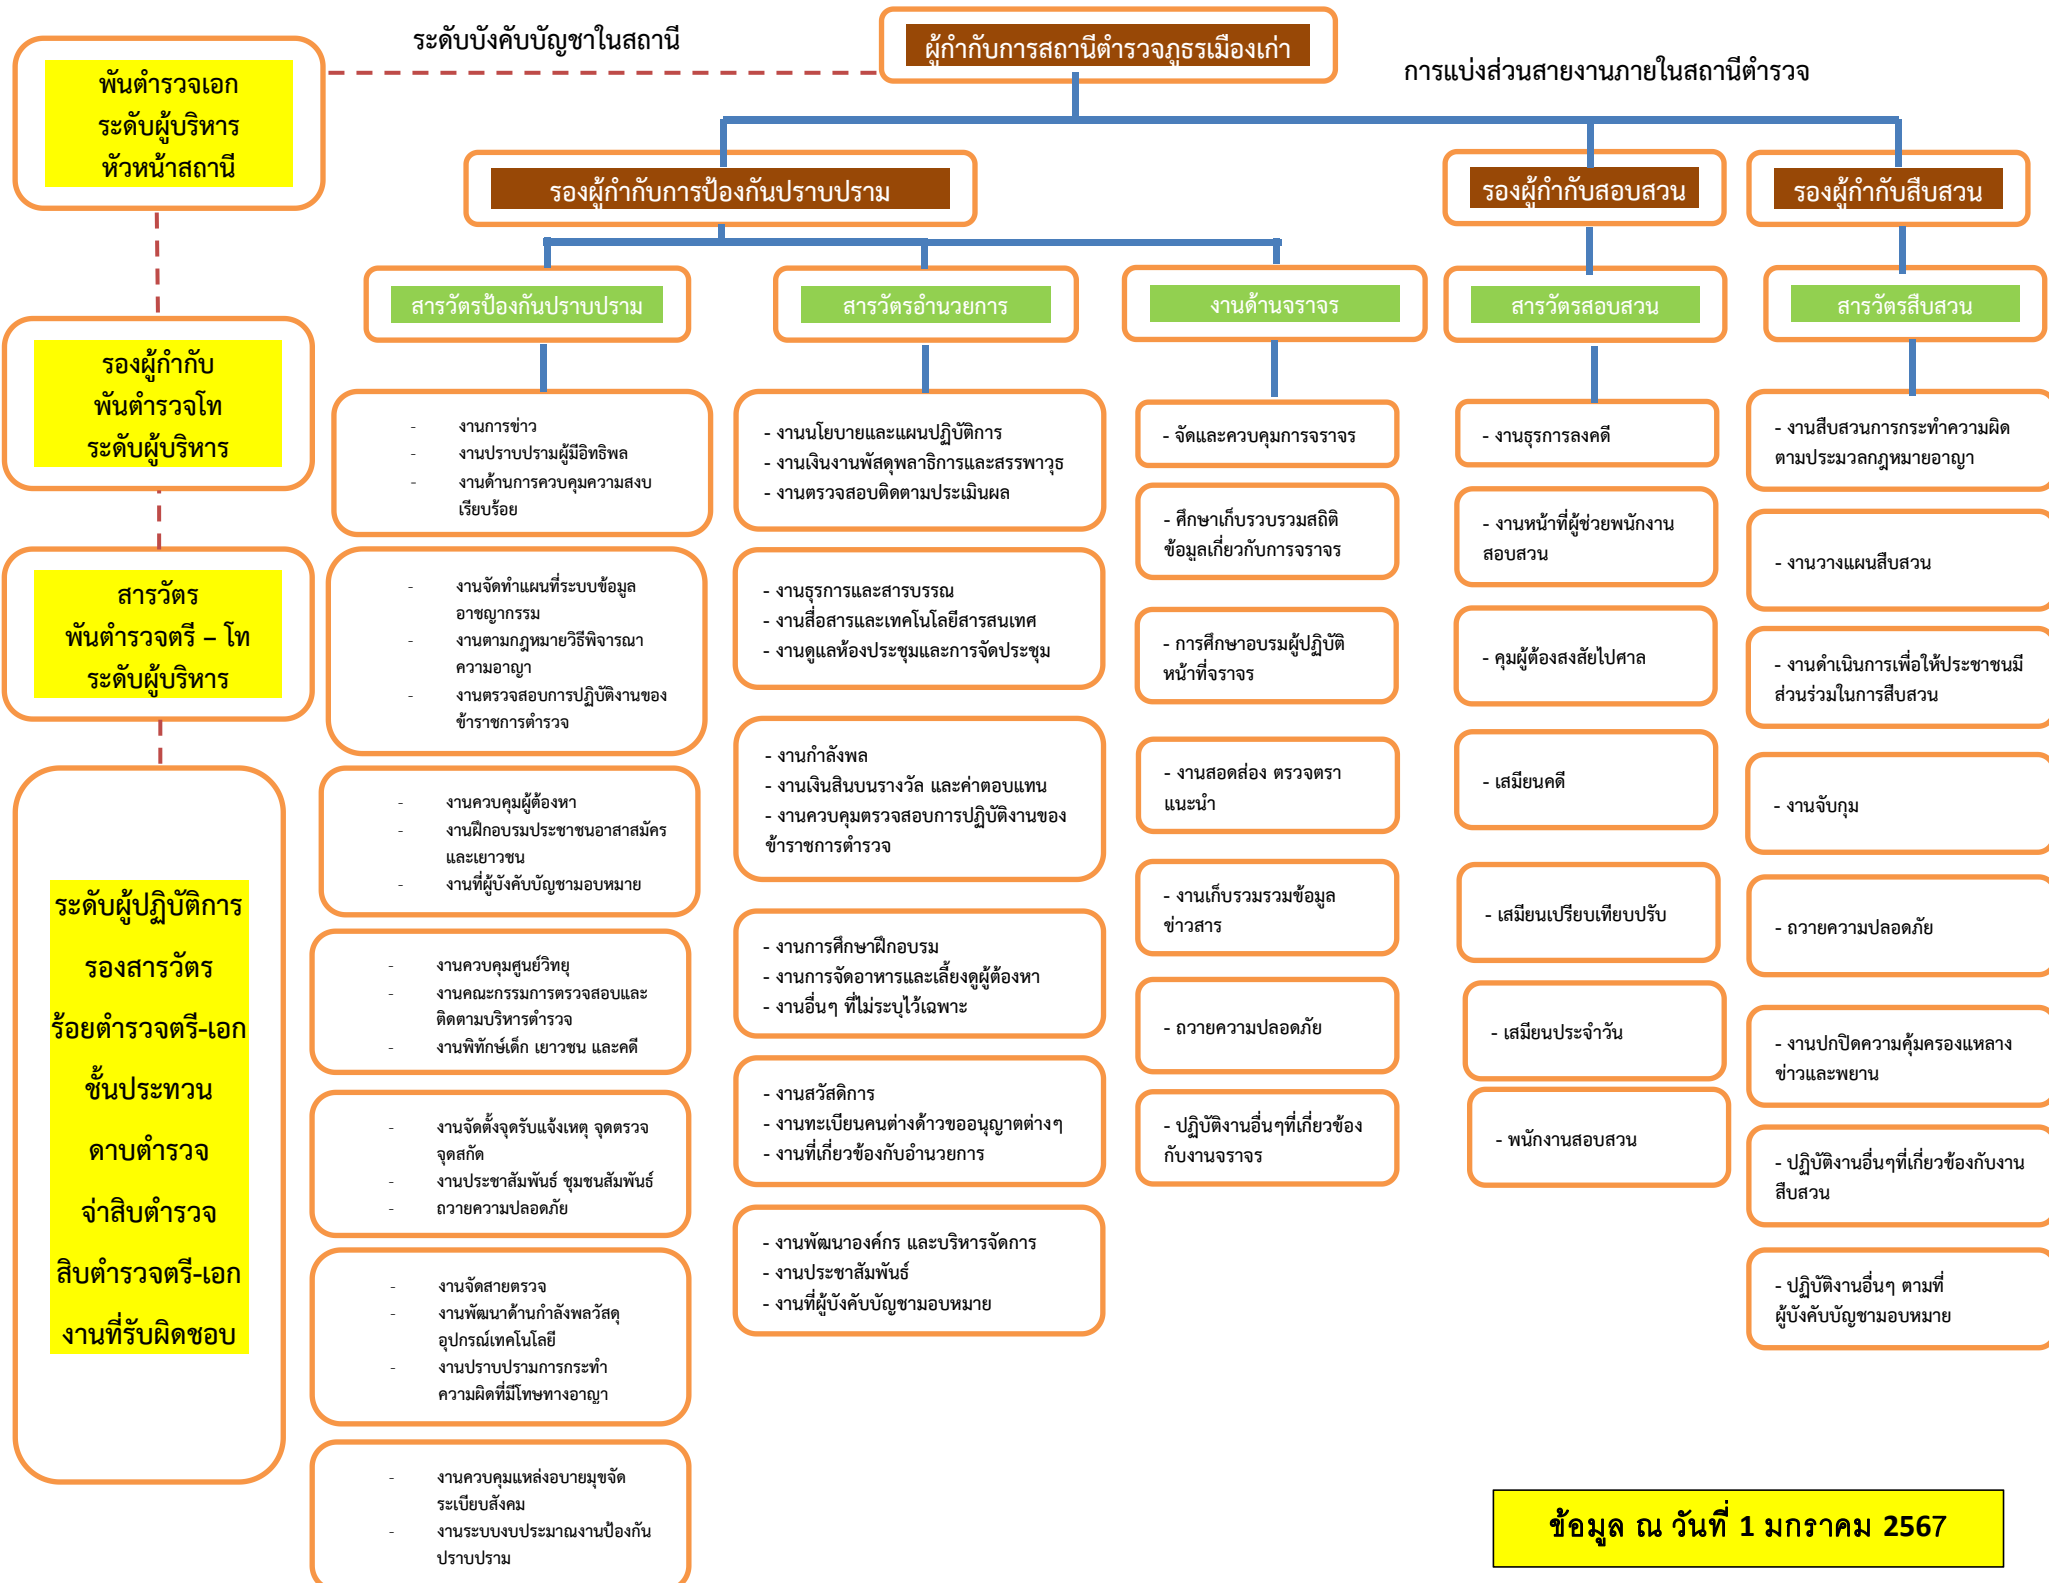 ระดับบังคับบัญชาในสถานี
ผู้กำกับการสถานีตำรวจภูธรเมืองเก่า
การแบ่งส่วนสายงานภายในสถานีตำรวจ
พันตำรวจเอก
ระดับผู้บริหาร
หัวหน้าสถานี
รองผู้กำกับ
พันตำรวจโท
ระดับผู้บริหาร
สารวัตร
พันตำรวจตรี – โท
ระดับผู้บริหาร
ระดับผู้ปฏิบัติการ
รองสารวัตร
ร้อยตำรวจตรี-เอก
ชั้นประทวน
ดาบตำรวจ
จ่าสิบตำรวจ
สิบตำรวจตรี-เอก
งานที่รับผิดชอบ
รองผู้กำกับการป้องกันปราบปราม
รองผู้กำกับสอบสวน
รองผู้กำกับสืบสวน
สารวัตรป้องกันปราบปราม
- งานการข่าว
- งานปราบปรามผู้มีอิทธิพล
- งานด้านการควบคุมความสงบ
เรียบร้อย
- งานจัดทำแผนที่ระบบข้อมูล
อาชญากรรม
- งานตามกฎหมายวิธีพิจารณา
ความอาญา
- งานตรวจสอบการปฏิบัติงานของ
ข้าราชการตำรวจ
- งานควบคุมผู้ต้องหา
- งานฝึกอบรมประชาชนอาสาสมัคร
และเยาวชน
- งานที่ผู้บังคับบัญชามอบหมาย
- งานควบคุมศูนย์วิทยุ
- งานคณะกรรมการตรวจสอบและ
ติดตามบริหารตำรวจ
- งานพิทักษ์เด็ก เยาวชน และคดี
- งานจัดตั้งจุดรับแจ้งเหตุ จุดตรวจ
จุดสกัด
- งานประชาสัมพันธ์ ชุมชนสัมพันธ์
- ถวายความปลอดภัย
- งานจัดสายตรวจ
- งานพัฒนาด้านกำลังพลวัสดุ
อุปกรณ์เทคโนโลยี
- งานปราบปรามการกระทำ
ความผิดที่มีโทษทางอาญา
- งานควบคุมแหล่งอบายมุขจัด
ระเบียบสังคม
- งานระบบงบประมาณงานป้องกัน
ปราบปราม
สารวัตรอำนวยการ
- งานนโยบายและแผนปฏิบัติการ
- งานเงินงานพัสดุพลาธิการและสรรพาวุธ
- งานตรวจสอบติดตามประเมินผล
- งานธุรการและสารบรรณ
- งานสื่อสารและเทคโนโลยีสารสนเทศ
- งานดูแลห้องประชุมและการจัดประชุม
- งานกำลังพล
- งานเงินสินบนรางวัล และค่าตอบแทน
- งานควบคุมตรวจสอบการปฏิบัติงานของ
ข้าราชการตำรวจ
- งานการศึกษาฝึกอบรม
- งานการจัดอาหารและเลี้ยงดูผู้ต้องหา
- งานอื่นๆ ที่ไม่ระบุไว้เฉพาะ
- งานสวัสดิการ
- งานทะเบียนคนต่างด้าวขออนุญาตต่างๆ
- งานที่เกี่ยวข้องกับอำนวยการ
- งานพัฒนาองค์กร และบริหารจัดการ
- งานประชาสัมพันธ์
- งานที่ผู้บังคับบัญชามอบหมาย
งานด้านจราจร
- จัดและควบคุมการจราจร
- ศึกษาเก็บรวบรวมสถิติ
ข้อมูลเกี่ยวกับการจราจร
- การศึกษาอบรมผู้ปฏิบัติ
หน้าที่จราจร
- งานสอดส่อง ตรวจตรา
แนะนำ
- งานเก็บรวมรวมข้อมูล
ข่าวสาร
- ถวายความปลอดภัย
- ปฏิบัติงานอื่นๆที่เกี่ยวข้อง
กับงานจราจร
สารวัตรสอบสวน
- งานธุรการลงคดี
- งานหน้าที่ผู้ช่วยพนักงาน
สอบสวน
- คุมผู้ต้องสงสัยไปศาล
- เสมียนคดี
- เสมียนเปรียบเทียบปรับ
- เสมียนประจำวัน
- พนักงานสอบสวน
สารวัตรสืบสวน
- งานสืบสวนการกระทำความผิด
ตามประมวลกฎหมายอาญา
- งานวางแผนสืบสวน
- งานดำเนินการเพื่อให้ประชาชนมี
ส่วนร่วมในการสืบสวน
- งานจับกุม
- ถวายความปลอดภัย
- งานปกปิดความคุ้มครองแหลาง
ข่าวและพยาน
- ปฏิบัติงานอื่นๆที่เกี่ยวข้องกับงาน
สืบสวน
- ปฏิบัติงานอื่นๆ ตามที่
ผู้บังคับบัญชามอบหมาย
ข้อมูล ณ วันที่ 1 มกราคม 2567